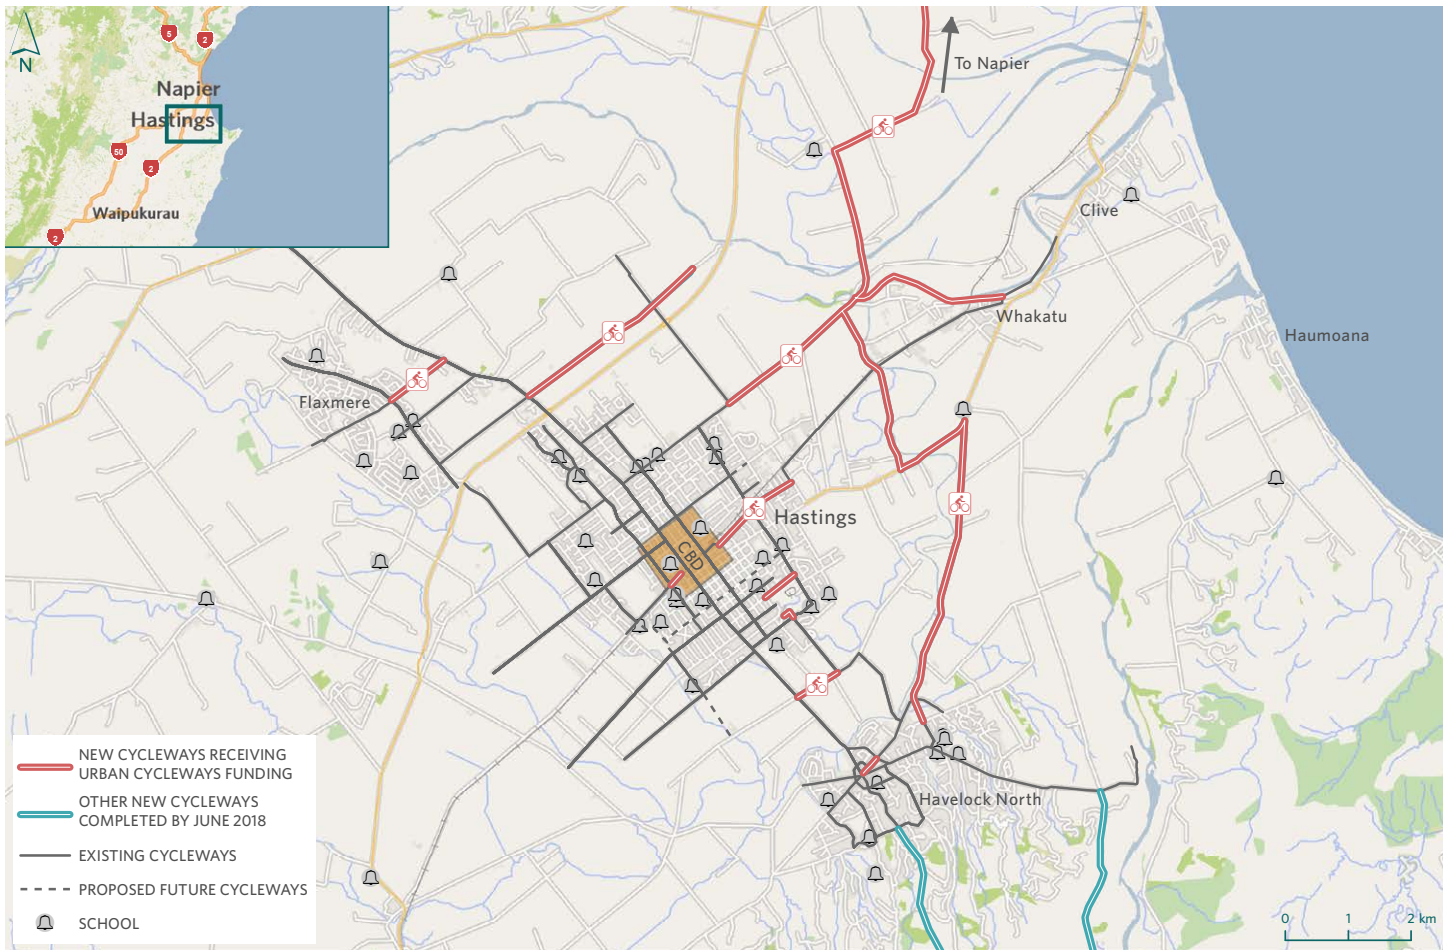 N
5
2
Napier
Hastings
50
2
Waipukurau
2
To Napier
Clive
Whakatu
Haumoana
Flaxmere
Hastings
CBD
Havelock North
NEW CYCLEWAYS RECEIVING
URBAN CYCLEWAYS FUNDING
OTHER NEW CYCLEWAYS
COMPLETED BY JUNE 2018
EXISTING CYCLEWAYS
PROPOSED FUTURE CYCLEWAYS
SCHOOL
0 1 2 km